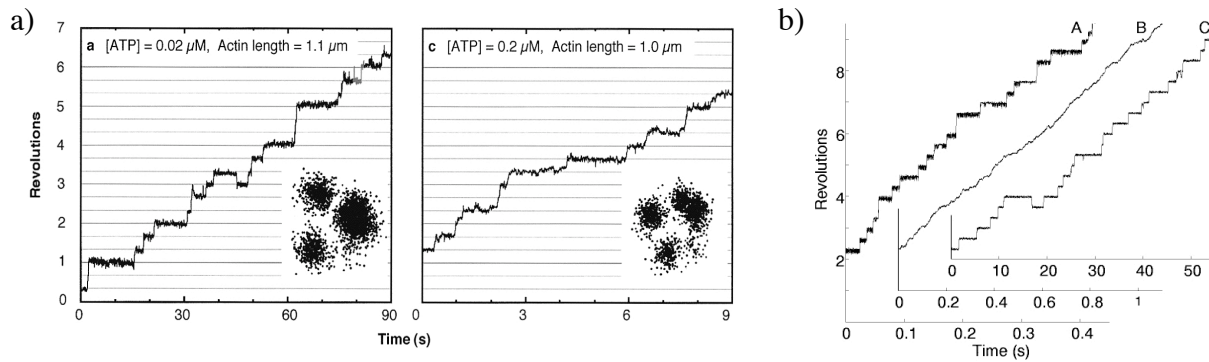 a)
a [ATP] = 0.02 µM, Actin length = 1.1 µm
c [ATP] = 0.2 µM, Actin length = 1.0 µm
Revolutions
7
6
5
4
3
2
1
0
0 30 60 90
0 3 6 9
Time (s)
b)
A B C
Revolutions
8
6
4
2
0 10 20 30 40 50
0 0.2 0.4 0.6 0.8 1
0 0.1 0.2 0.3 0.4
Time (s)